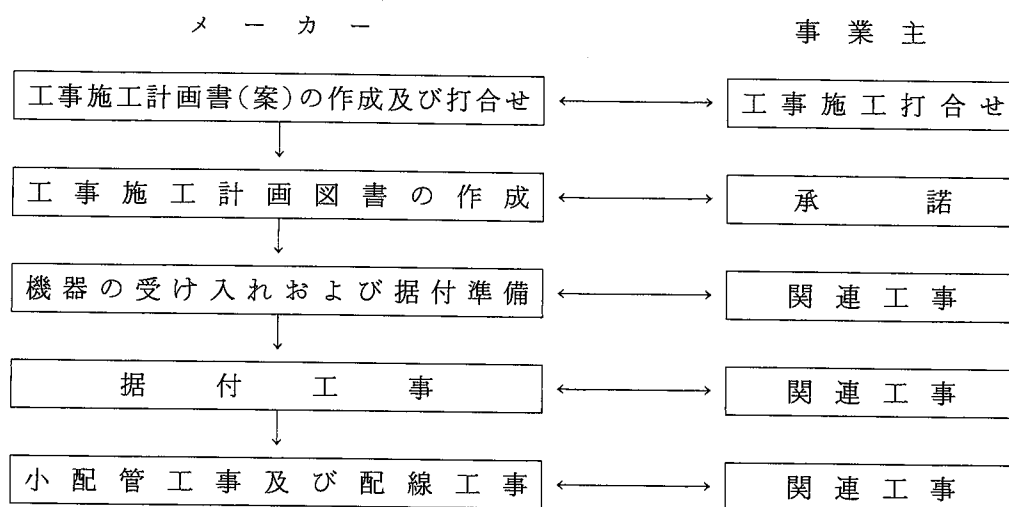 メーカー 事業主
工事施工計画書(案)の作成及び打合せ 工事施工打合せ
工事施工計画図書の作成 承諾
機器の受け入れおよび据付準備 関連工事
据付工事 関連工事
小配管工事及び配線工事 関連工事